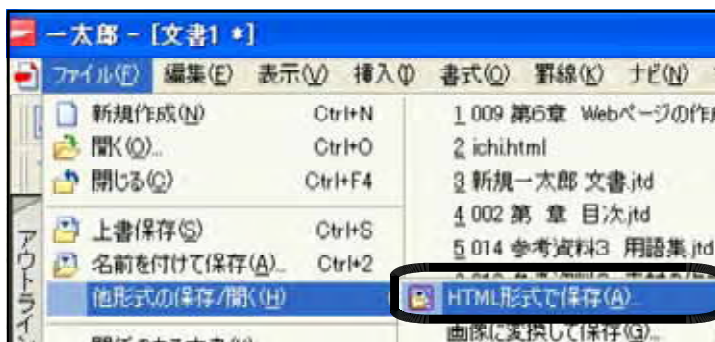 一太郎 - [文書1 *]
ファイル(F) 編集(E) 表示(V) 挿入(I) 書式(O) 罫線(K) ナビ(N)
新規作成(N) Ctrl+N
開く(O)... Ctrl+O
閉じる(C) Ctrl+F4
上書保存(S) Ctrl+S
名前を付けて保存(A)... Ctrl+2
他形式の保存/開く(H)
1 009 第6章 Webページの作成
2 ichi.html
3 新規一太郎 文書.jtd
4 002 第 章 目次.jtd
5 014 参考資料3 用語集.jtd
HTML形式で保存(A)...
画像に変換して保存(G)...
アウトライン